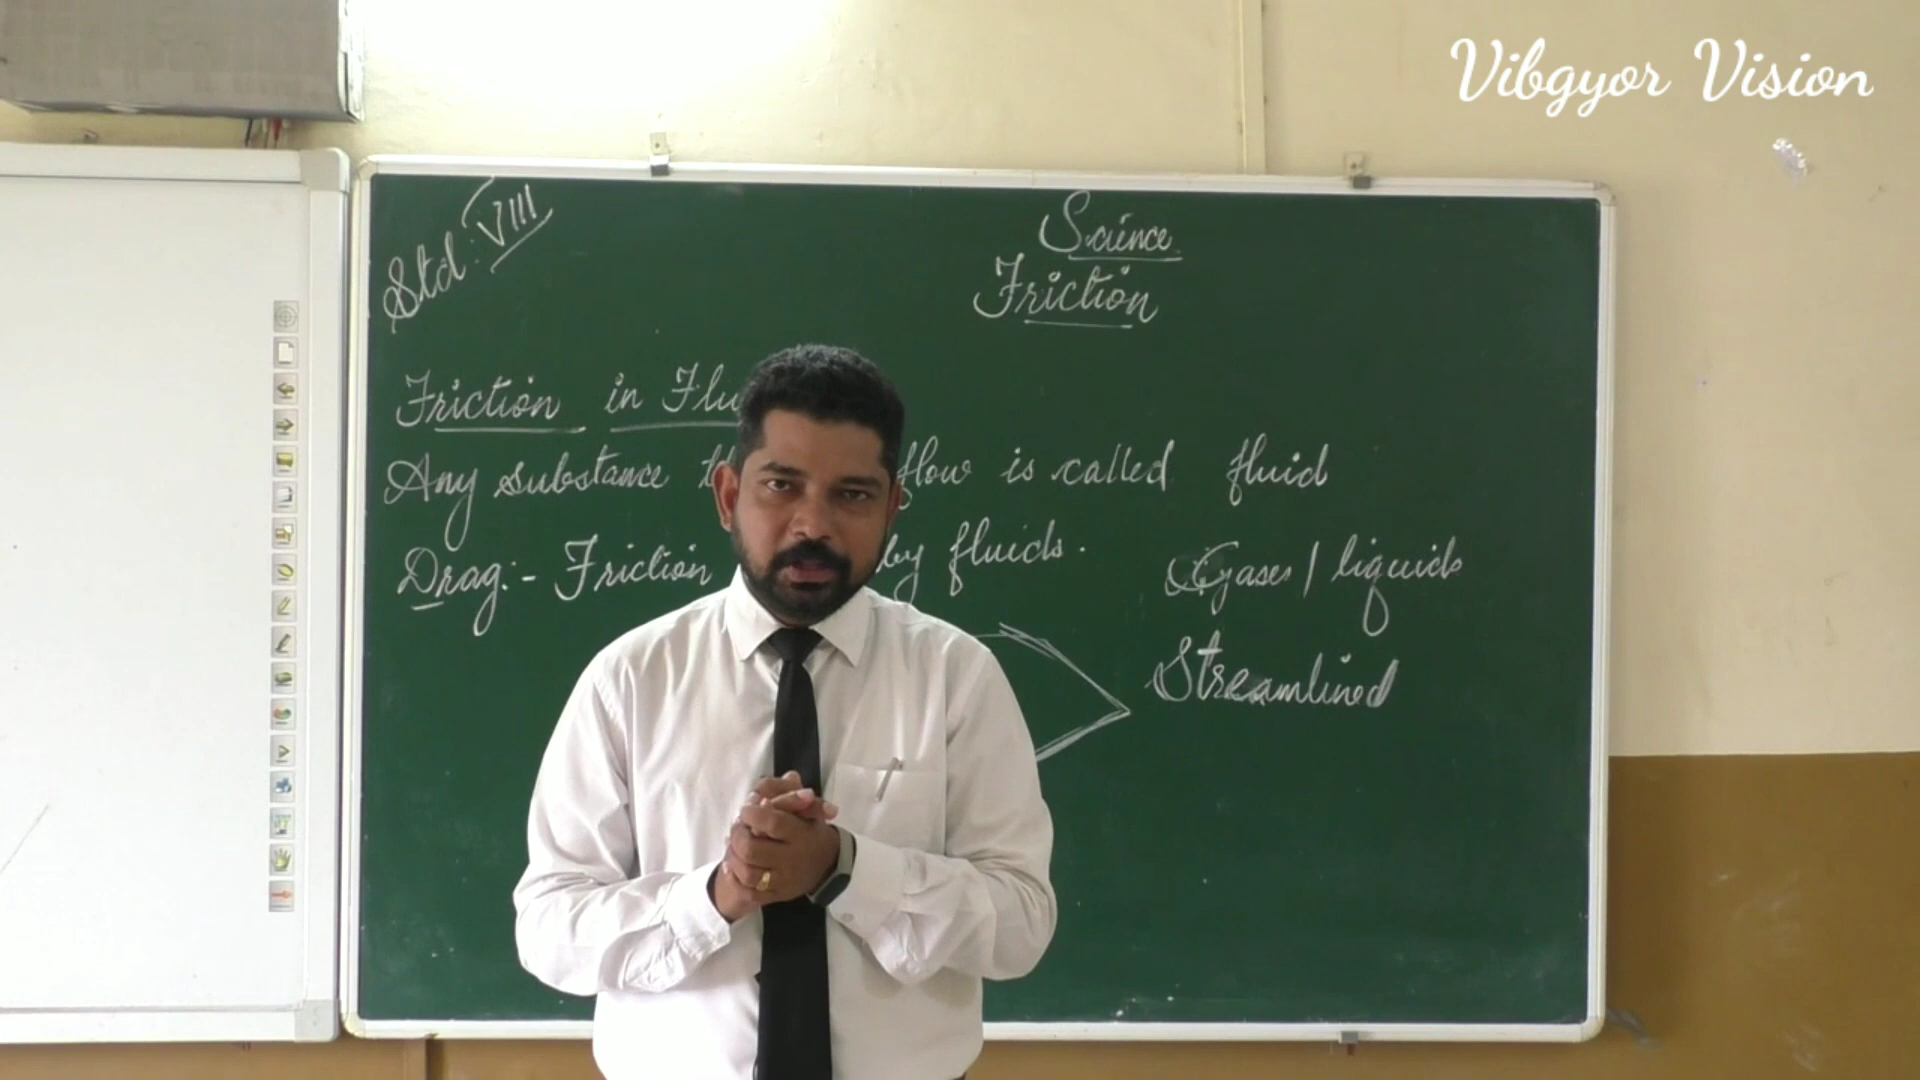 Vibgyor Vision
Std: VIII
Science
Friction
Friction in Flu
Any substance flow is called fluid
Drag:- Friction by fluids.
Gases / liquids
Streamlined